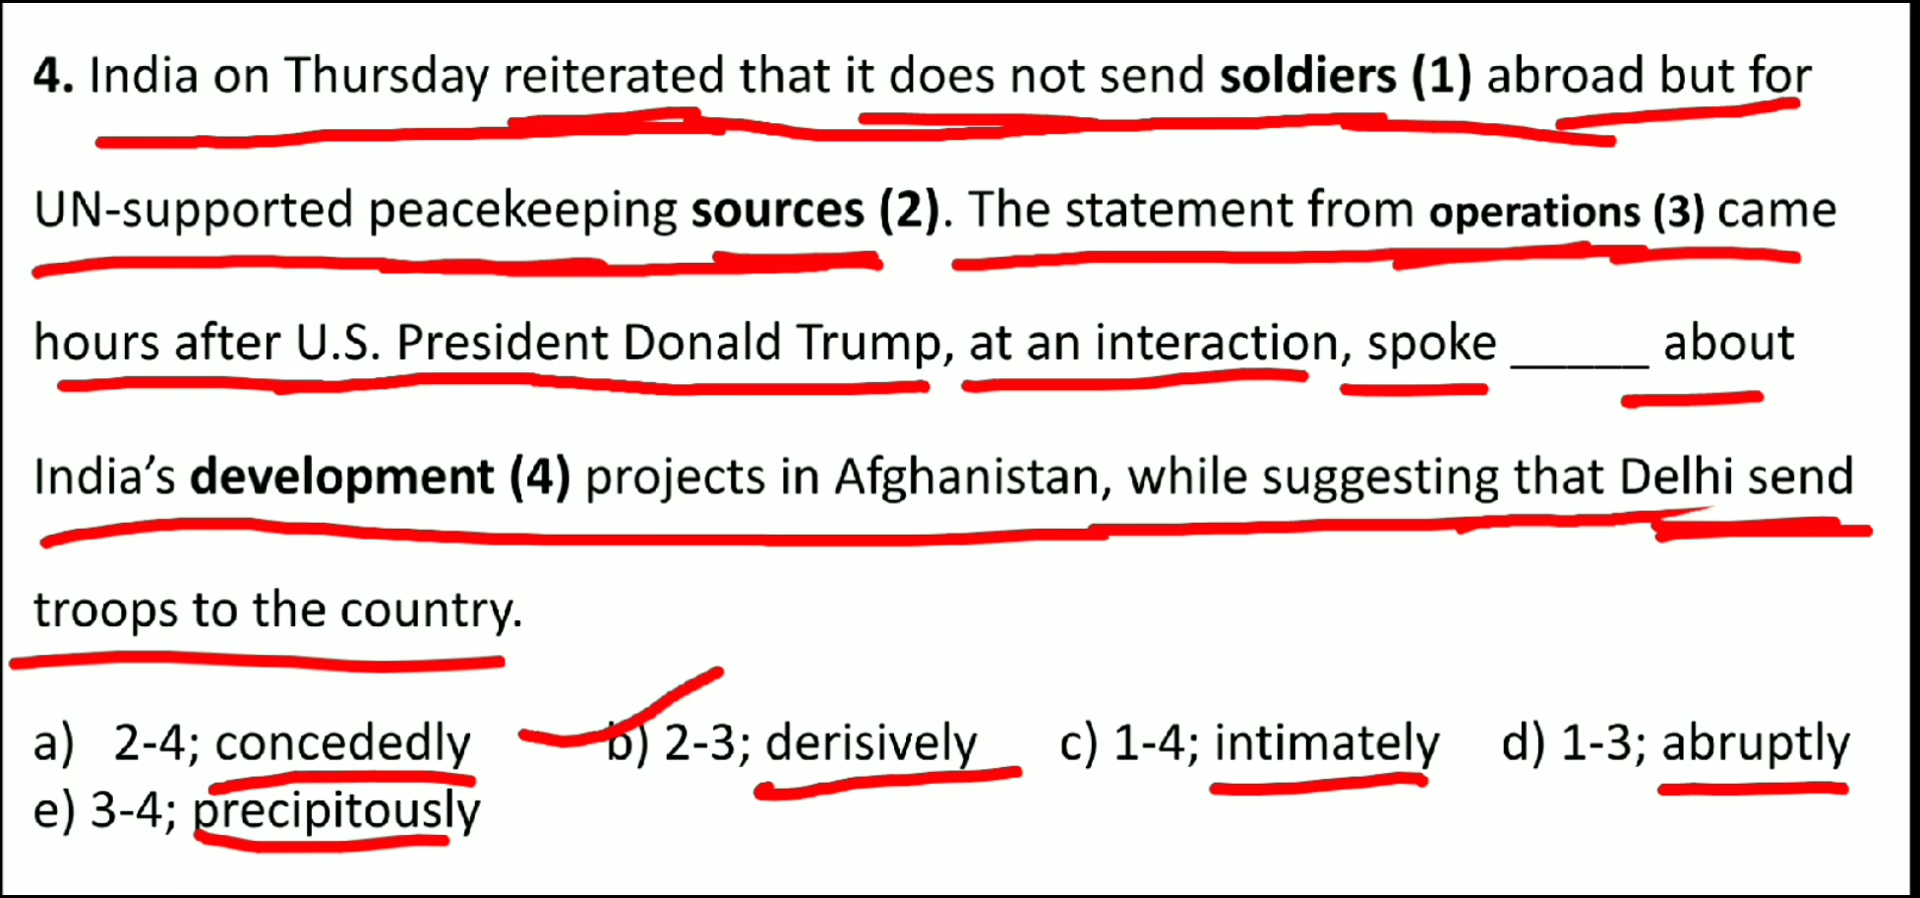 4. India on Thursday reiterated that it does not send soldiers (1) abroad but for
UN-supported peacekeeping sources (2). The statement from operations (3) came
hours after U.S. President Donald Trump, at an interaction, spoke _____ about
India’s development (4) projects in Afghanistan, while suggesting that Delhi send
troops to the country.
a) 2-4; concededly b) 2-3; derisively c) 1-4; intimately d) 1-3; abruptly
e) 3-4; precipitously